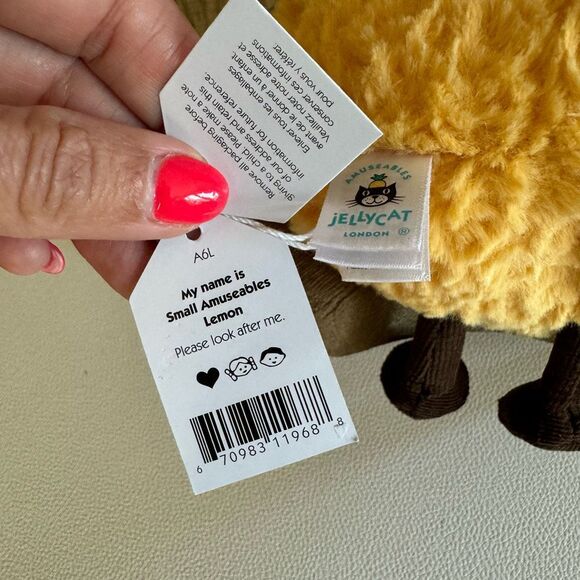 Remove all packaging before
giving to a child. Please make a note
of our address and retain this
information for future reference.
Enlever tous les emballages
avant de le donner à un enfant.
Veuillez noter notre adresse et
conservez ces informations
pour vous y référer.
A6L
My name is
Small Amuseables
Lemon
Please look after me.
6 70983 11968 8
AMUSEABLES
JELLYCAT
LONDON